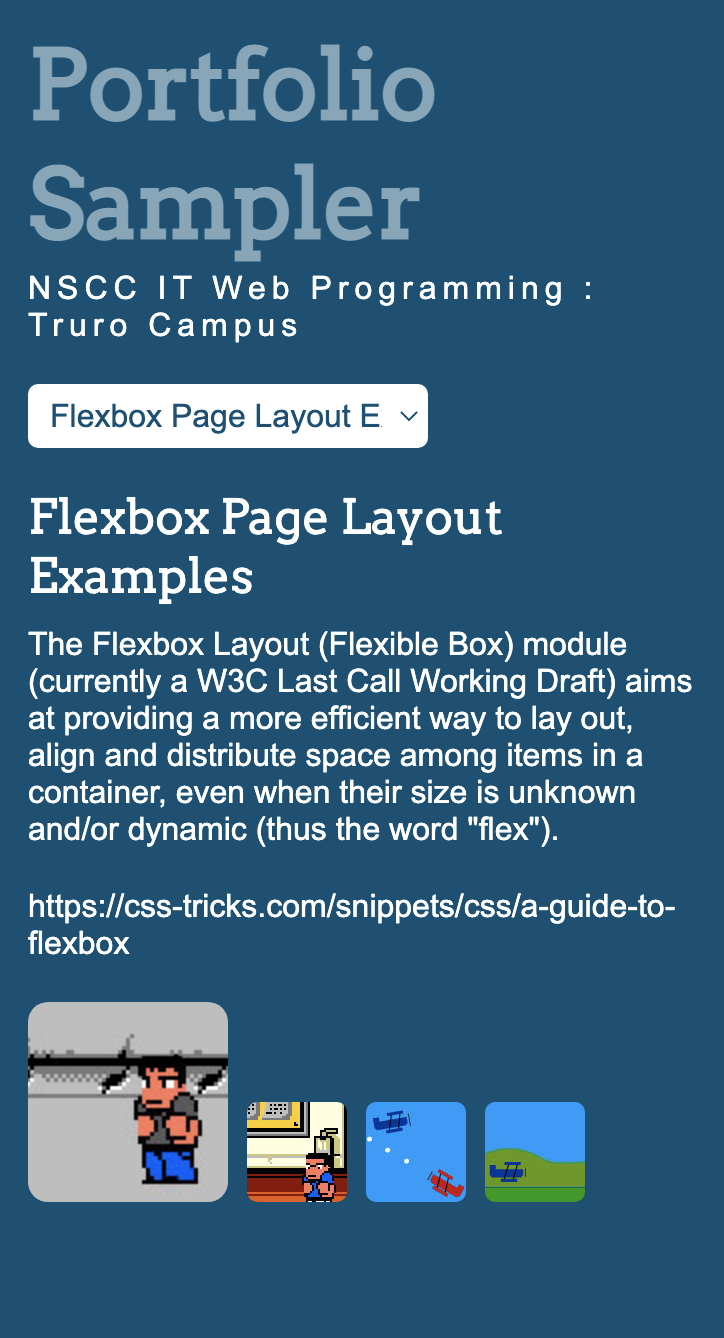 Portfolio
Sampler
NSCC IT Web Programming :
Truro Campus
Flexbox Page Layout E
Flexbox Page Layout
Examples
The Flexbox Layout (Flexible Box) module
(currently a W3C Last Call Working Draft) aims
at providing a more efficient way to lay out,
align and distribute space among items in a
container, even when their size is unknown
and/or dynamic (thus the word "flex").
https://css-tricks.com/snippets/css/a-guide-to-
flexbox